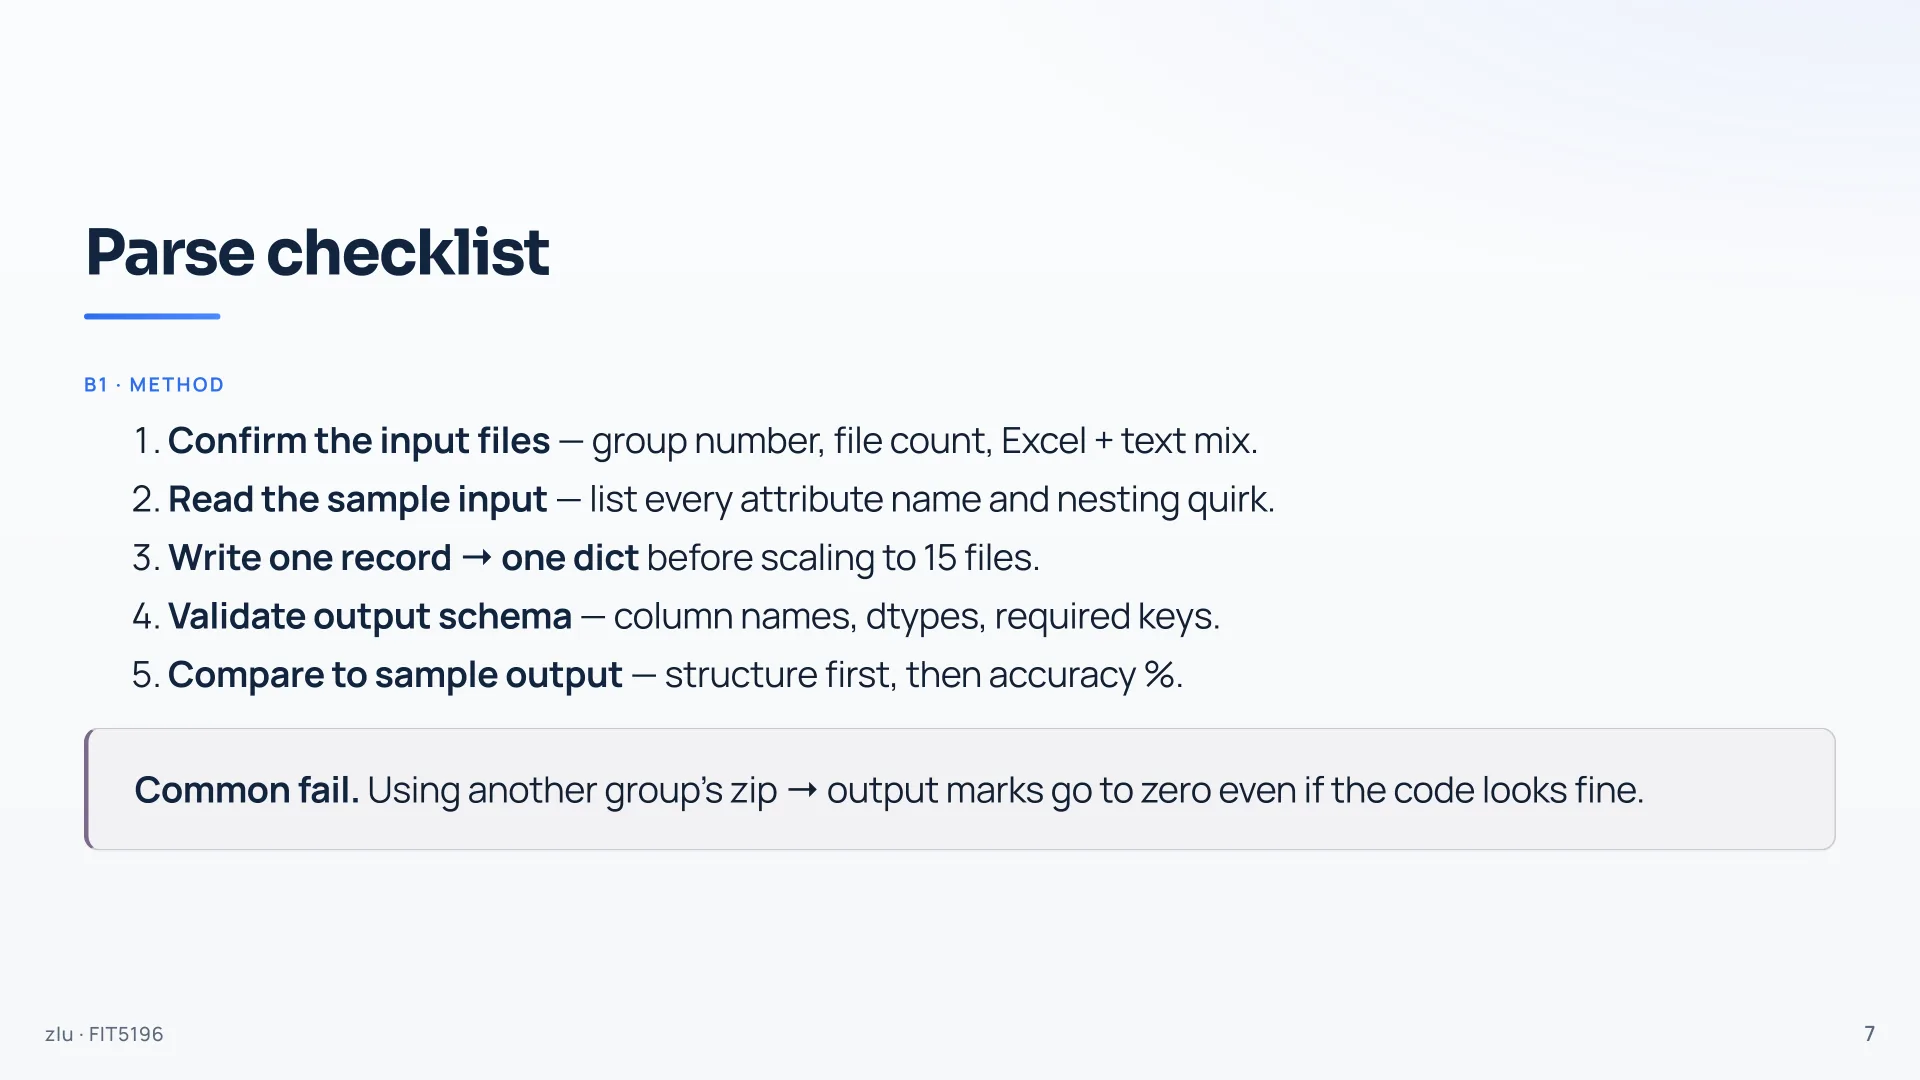 Parse checklist
B1 · METHOD
1. Confirm the input files — group number, file count, Excel + text mix.
2. Read the sample input — list every attribute name and nesting quirk.
3. Write one record → one dict before scaling to 15 files.
4. Validate output schema — column names, dtypes, required keys.
5. Compare to sample output — structure first, then accuracy %.
Common fail. Using another group’s zip → output marks go to zero even if the code looks fine.
zlu · FIT5196
7